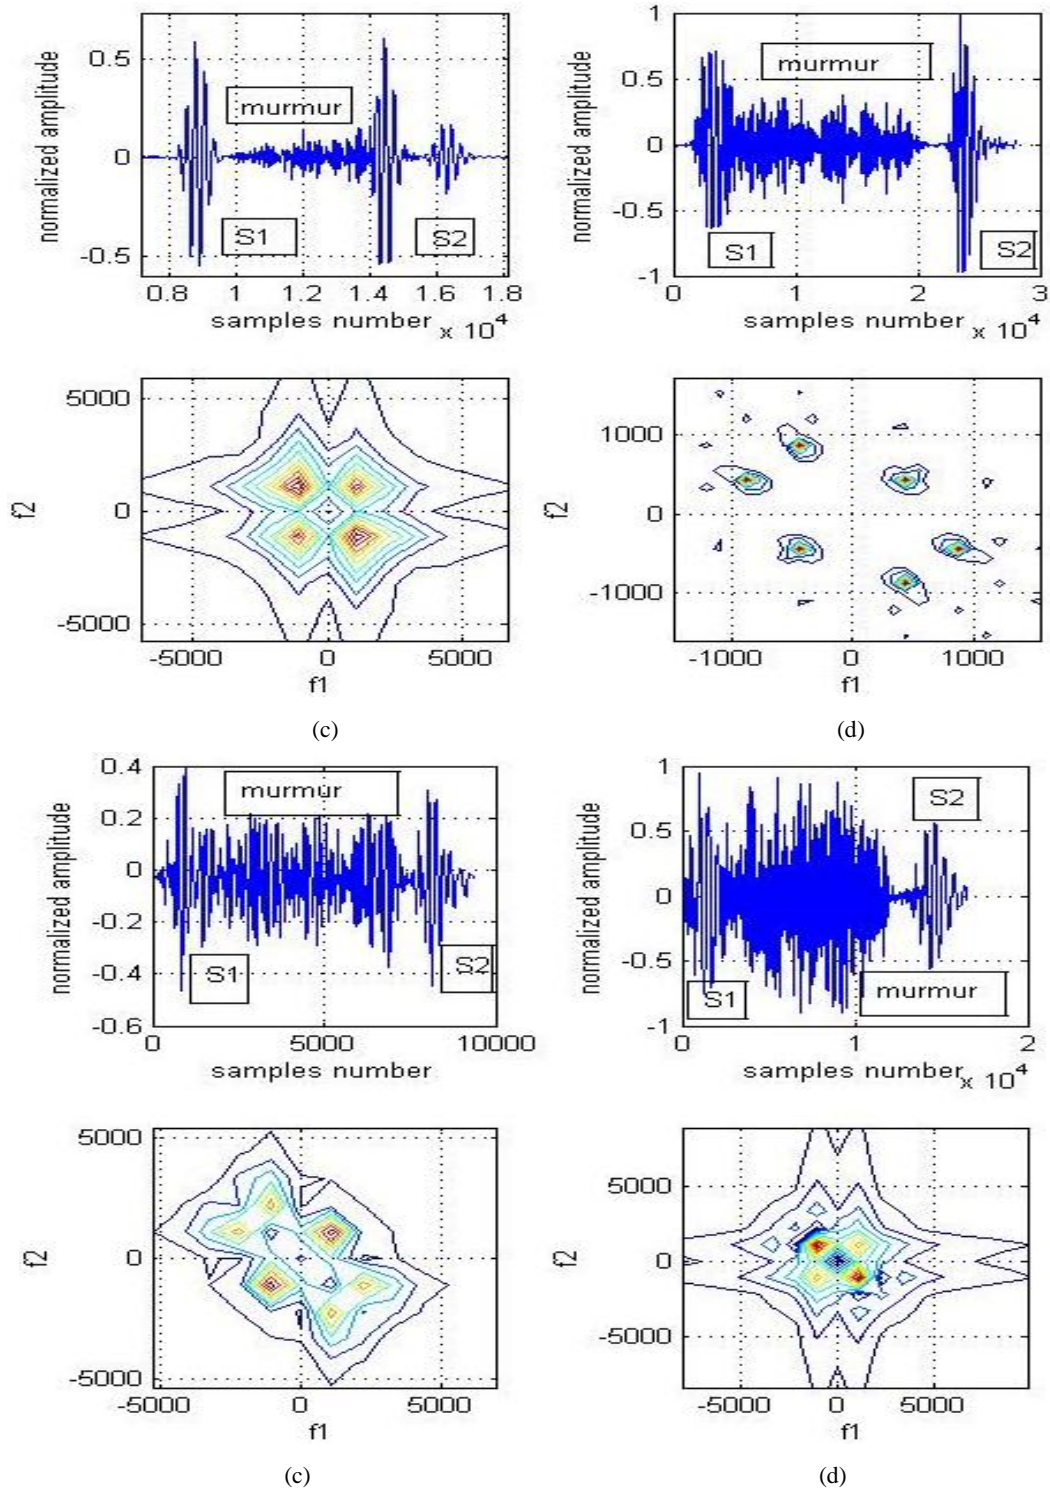 normalized amplitude
0.5
0
-0.5
murmur
S1
S2
0.8 1 1.2 1.4 1.6 1.8
samples number x 10^4
normalized amplitude
1
0.5
0
-0.5
-1
murmur
S1
S2
0 1 2 3
samples number x 10^4
f2
5000
0
-5000
-5000 0 5000
f1
f2
1000
0
-1000
-1000 0 1000
f1
(c) (d)
normalized amplitude
0.4
0.2
0
-0.2
-0.4
-0.6
murmur
S1
S2
0 5000 10000
samples number
normalized amplitude
1
0.5
0
-0.5
-1
S2
S1
murmur
0 1 2
samples number x 10^4
f2
5000
0
-5000
-5000 0 5000
f1
f2
5000
0
-5000
-5000 0 5000
f1
(c) (d)